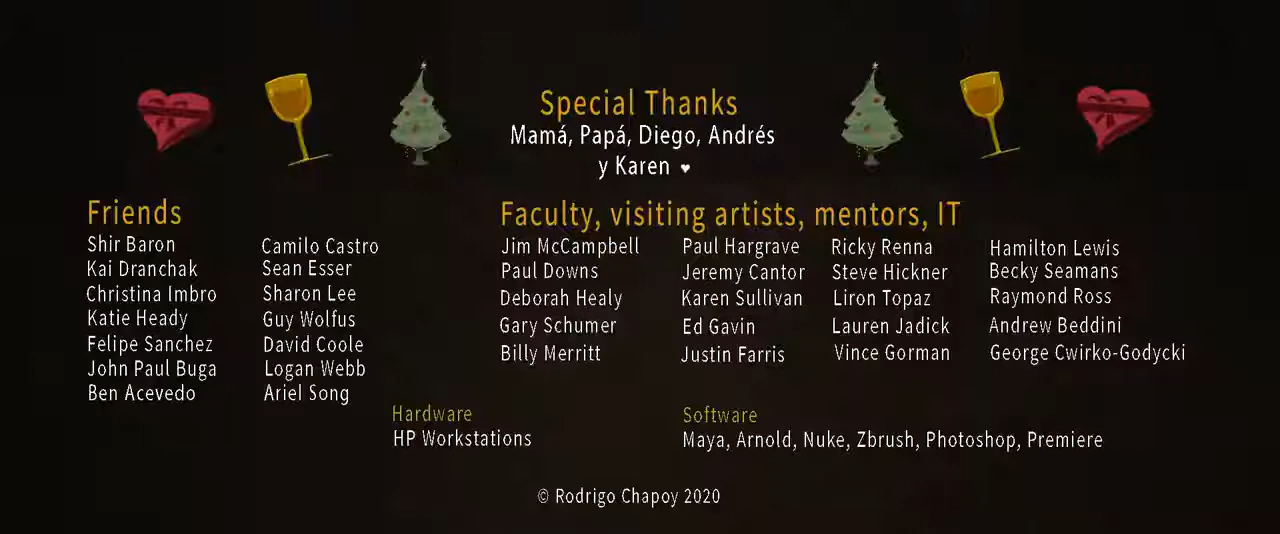 Special Thanks
Mamá, Papá, Diego, Andrés
y Karen ♥
Friends
Shir Baron
Kai Dranchak
Christina Imbro
Katie Heady
Felipe Sanchez
John Paul Buga
Ben Acevedo
Camilo Castro
Sean Esser
Sharon Lee
Guy Wolfus
David Coole
Logan Webb
Ariel Song
Faculty, visiting artists, mentors, IT
Jim McCampbell
Paul Downs
Deborah Healy
Gary Schumer
Billy Merritt
Paul Hargrave
Jeremy Cantor
Karen Sullivan
Ed Gavin
Justin Farris
Ricky Renna
Steve Hickner
Liron Topaz
Lauren Jadick
Vince Gorman
Hamilton Lewis
Becky Seamans
Raymond Ross
Andrew Beddini
George Cwirko-Godycki
Hardware
HP Workstations
Software
Maya, Arnold, Nuke, Zbrush, Photoshop, Premiere
© Rodrigo Chapoy 2020